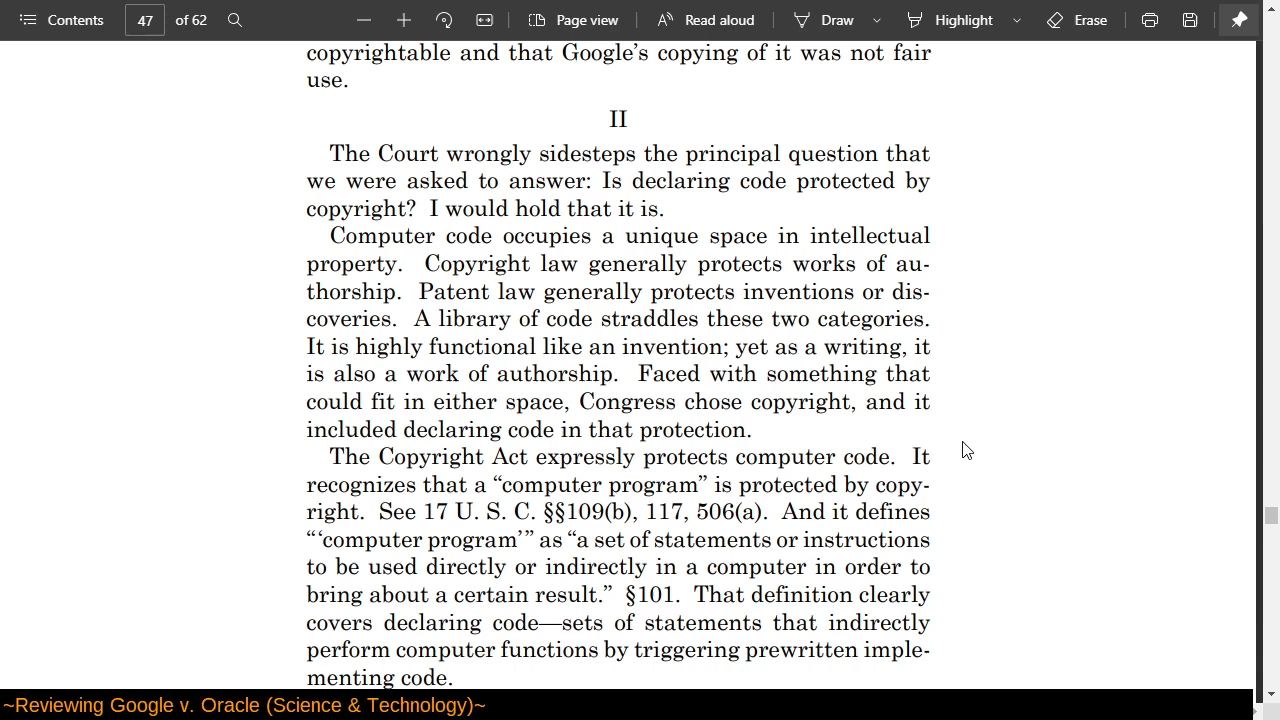 Contents 47 of 62 Page view Read aloud Draw Highlight Erase
copyrightable and that Google’s copying of it was not fair
use.
II
The Court wrongly sidesteps the principal question that
we were asked to answer: Is declaring code protected by
copyright? I would hold that it is.
Computer code occupies a unique space in intellectual
property. Copyright law generally protects works of au-
thorship. Patent law generally protects inventions or dis-
coveries. A library of code straddles these two categories.
It is highly functional like an invention; yet as a writing, it
is also a work of authorship. Faced with something that
could fit in either space, Congress chose copyright, and it
included declaring code in that protection.
The Copyright Act expressly protects computer code. It
recognizes that a “computer program” is protected by copy-
right. See 17 U. S. C. §§109(b), 117, 506(a). And it defines
“‘computer program’” as “a set of statements or instructions
to be used directly or indirectly in a computer in order to
bring about a certain result.” §101. That definition clearly
covers declaring code—sets of statements that indirectly
perform computer functions by triggering prewritten imple-
menting code.
~Reviewing Google v. Oracle (Science & Technology)~